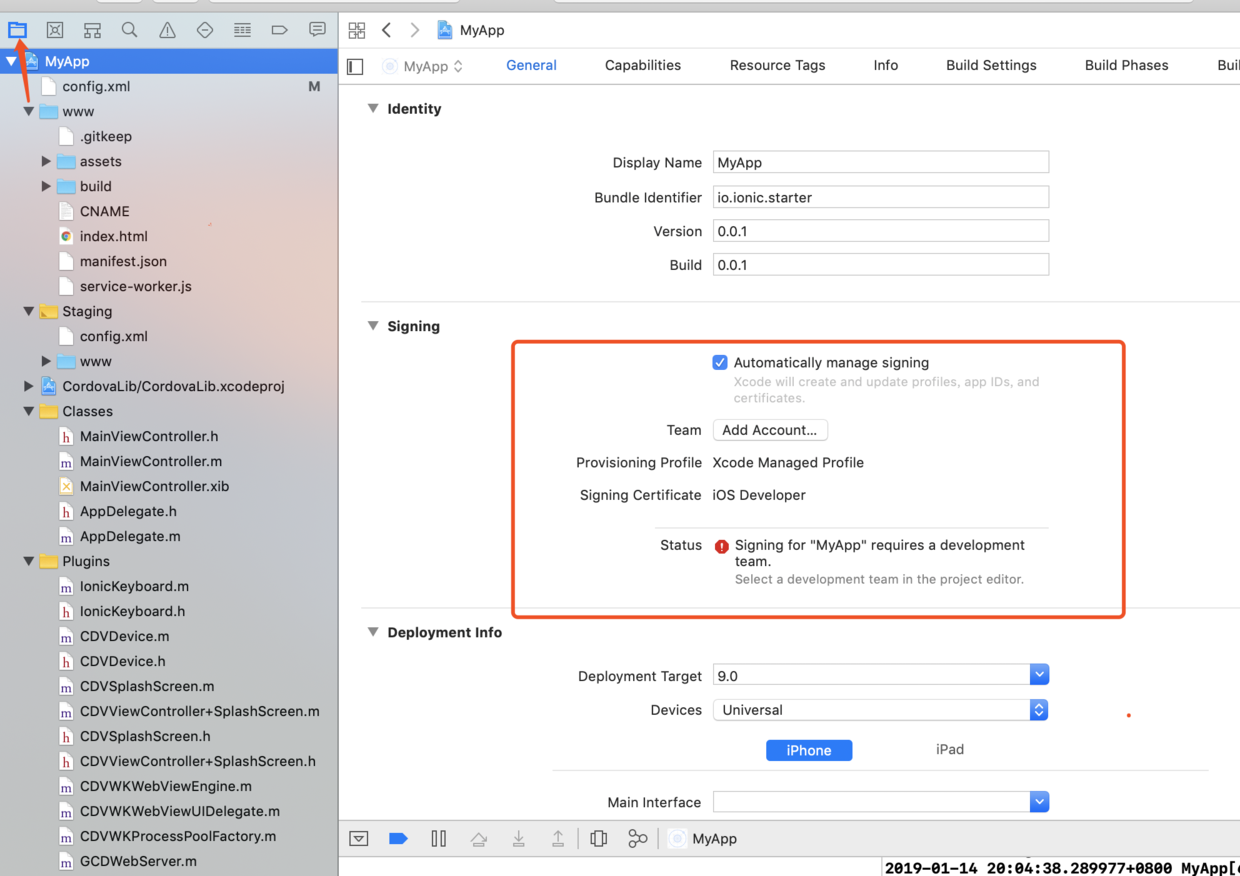 MyApp
MyApp
General
Capabilities
Resource Tags
Info
Build Settings
Build Phases
MyApp
config.xml
M
www
.gitkeep
assets
build
CNAME
index.html
manifest.json
service-worker.js
Staging
config.xml
www
CordovaLib/CordovaLib.xcodeproj
Classes
h MainViewController.h
m MainViewController.m
MainViewController.xib
h AppDelegate.h
m AppDelegate.m
Plugins
m IonicKeyboard.m
h IonicKeyboard.h
m CDVDevice.m
h CDVDevice.h
m CDVSplashScreen.m
m CDVViewController+SplashScreen.m
h CDVSplashScreen.h
h CDVViewController+SplashScreen.h
m CDVWKWebViewEngine.m
m CDVWKWebViewUIDelegate.m
m CDVWKProcessPoolFactory.m
m GCDWebServer.m
Identity
Display Name MyApp
Bundle Identifier io.ionic.starter
Version 0.0.1
Build 0.0.1
Signing
Automatically manage signing
Xcode will create and update profiles, app IDs, and
certificates.
Team Add Account...
Provisioning Profile Xcode Managed Profile
Signing Certificate iOS Developer
Status Signing for "MyApp" requires a development
team.
Select a development team in the project editor.
Deployment Info
Deployment Target 9.0
Devices Universal
iPhone iPad
Main Interface
MyApp
2019-01-14 20:04:38.289977+0800 MyApp[